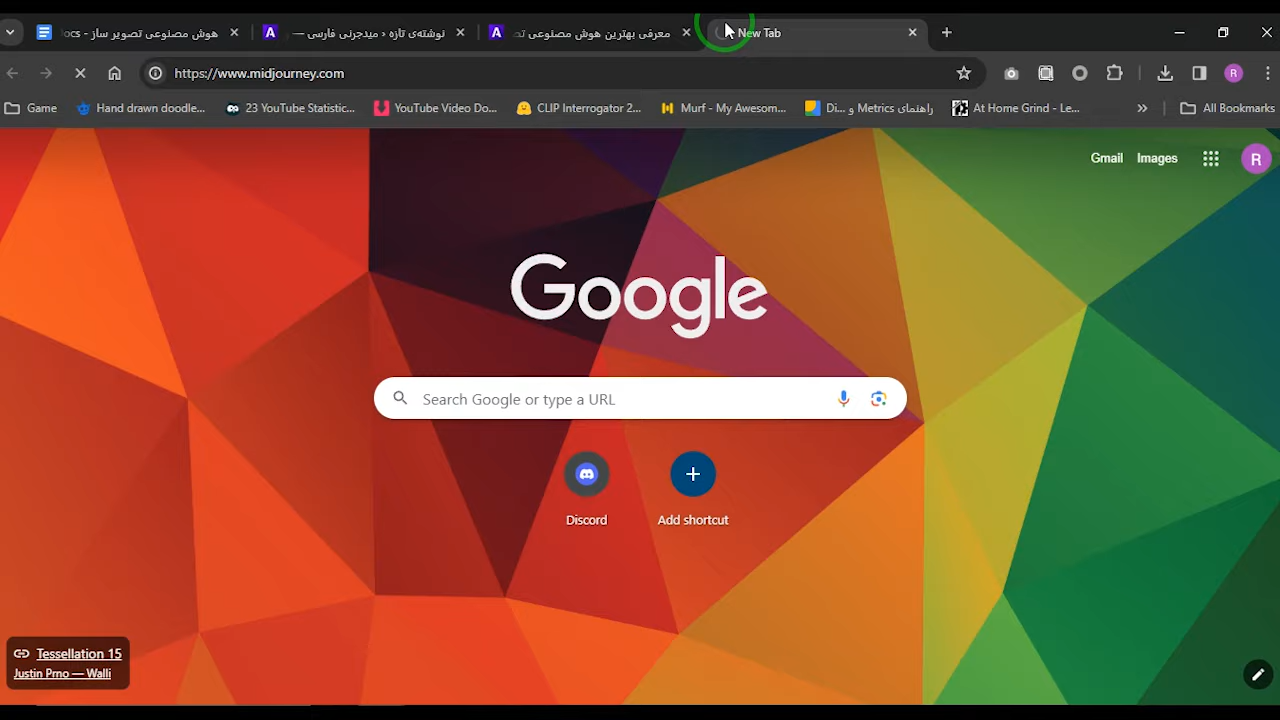 هوش مصنوعی تصویر ساز - Docs
نوشته‌ی تازه ‹ میدجرنی فارسی —
معرفی بهترین هوش مصنوعی
New Tab
https://www.midjourney.com
R
Game
Hand drawn doodle...
23 YouTube Statistic...
YouTube Video Do...
CLIP Interrogator 2...
Murf - My Awesom...
راهنمای Metrics و Di...
At Home Grind - Le...
»
All Bookmarks
Gmail
Images
R
Google
Search Google or type a URL
Discord
Add shortcut
Tessellation 15
Justin Prno — Walli